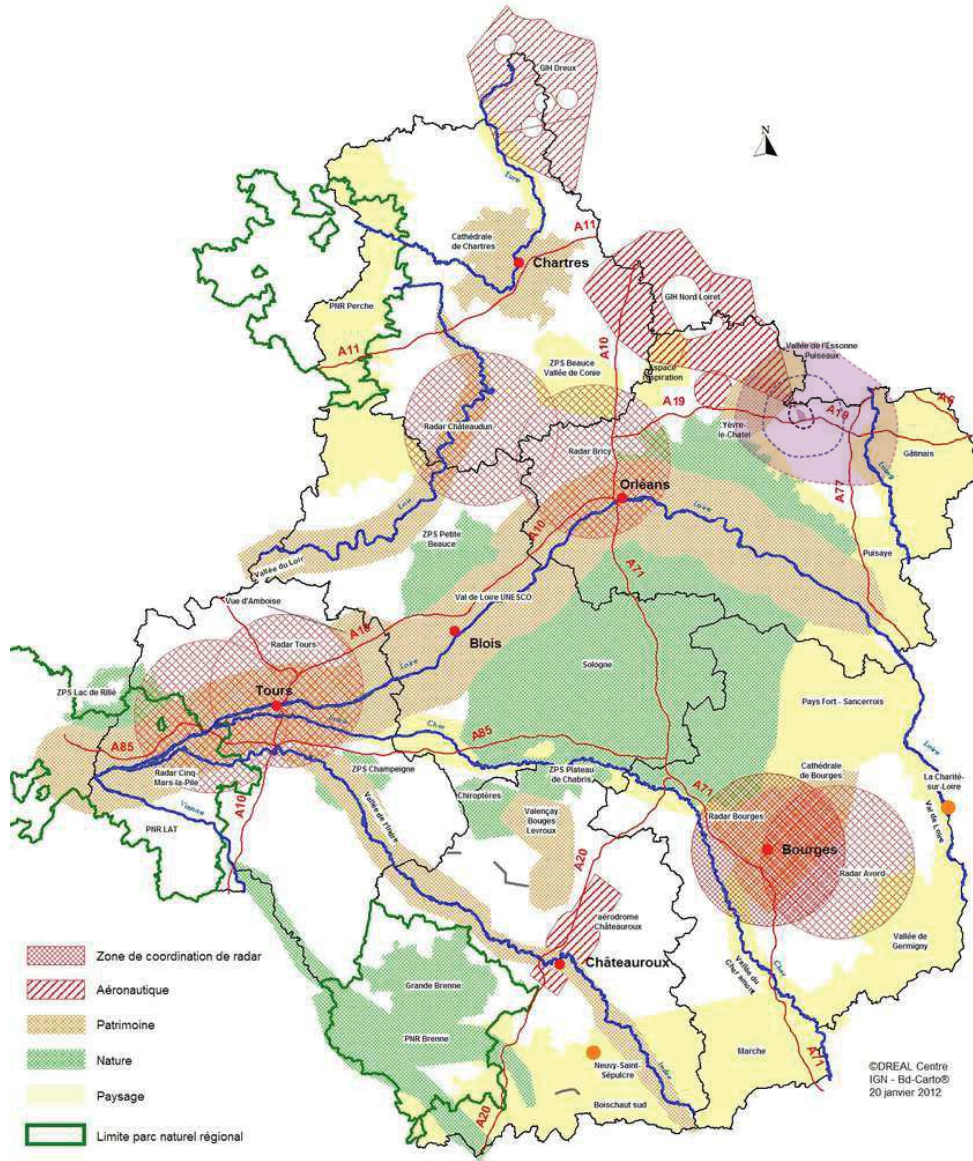 GIH Dreux
N
Eure
Cathédrale
de Chartres
A11
Chartres
GIH Nord Loiret
PNR Perche
A11
A10
ZPS Beauce
Vallée de Conie
Vallée de l'Essonne
Puiseaux
A19
A19
A6
Radar Châteaudun
Radar Bricy
Yèvre-
le-Chatel
Gâtinais
Loing
Orléans
Loire
A77
Loir
A10
ZPS Petite
Beauce
Puisaye
Vallée du Loir
A71
Val de Loire UNESCO
Vue d'Amboise
A10
Radar Tours
Blois
Loire
Sologne
ZPS Lac de Rillé
Tours
Pays Fort - Sancerrois
Cher
A85
A85
Loire
Radar Cinq-
Mars-la-Pile
ZPS Champeigne
ZPS Plateau
de Chabris
A71
Cathédrale
de Bourges
La Charité-
sur-Loire
Vienne
A10
Chiroptères
Vallée de l'Indre
Valençay
Bouges
Levroux
Radar Bourges
Val de Loire
PNR LAT
Bourges
A20
Radar Avord
aérodrome
Châteauroux
Vallée de
Germigny
Zone de coordination de radar
Châteauroux
Cher
Aéronautique
Grande Brenne
Patrimoine
PNR Brenne
Nature
Neuvy-Saint-
Sépulcre
Indre
Marche
A71
Paysage
Boischaut sud
A20
Limite parc naturel régional
©DREAL Centre
IGN - Bd-Carto®
20 janvier 2012